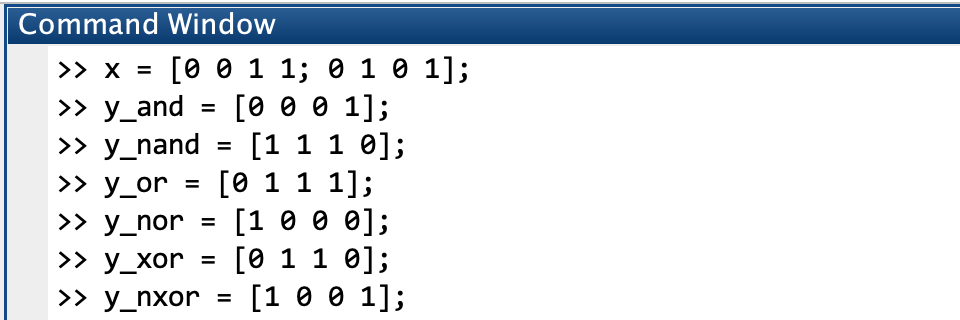 Command Window
>> x = [0 0 1 1; 0 1 0 1];
>> y_and = [0 0 0 1];
>> y_nand = [1 1 1 0];
>> y_or = [0 1 1 1];
>> y_nor = [1 0 0 0];
>> y_xor = [0 1 1 0];
>> y_nxor = [1 0 0 1];